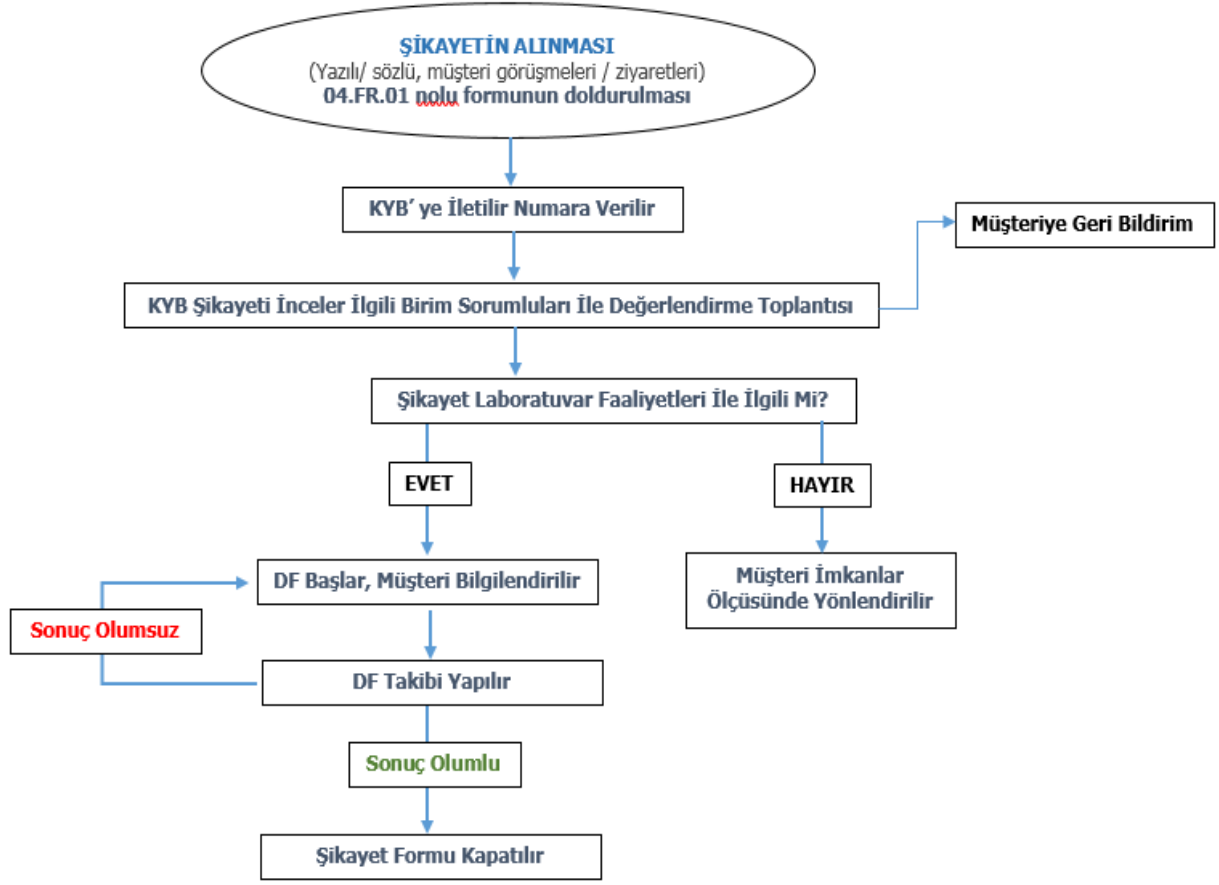 ŞİKAYETİN ALINMASI
(Yazılı/ sözlü, müşteri görüşmeleri / ziyaretleri)
04.FR.01 nolu formunun doldurulması
KYB’ ye İletilir Numara Verilir
Müşteriye Geri Bildirim
KYB Şikayeti İnceler İlgili Birim Sorumluları İle Değerlendirme Toplantısı
Şikayet Laboratuvar Faaliyetleri İle İlgili Mi?
EVET
HAYIR
DF Başlar, Müşteri Bilgilendirilir
Müşteri İmkanlar
Ölçüsünde Yönlendirilir
Sonuç Olumsuz
DF Takibi Yapılır
Sonuç Olumlu
Şikayet Formu Kapatılır